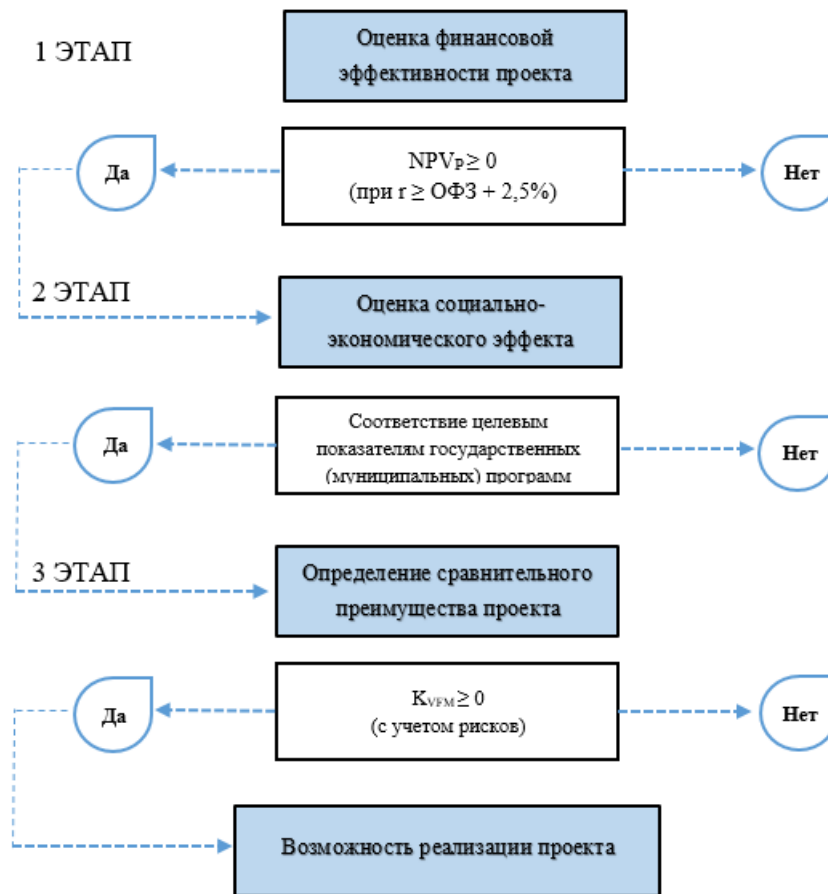 1 ЭТАП
Оценка финансовой
эффективности проекта
Да
NPVp ≥ 0
(при r ≥ ОФЗ + 2,5%)
Нет
2 ЭТАП
Оценка социально-
экономического эффекта
Да
Соответствие целевым
показателям государственных
(муниципальных) программ
Нет
3 ЭТАП
Определение сравнительного
преимущества проекта
Да
KVFM ≥ 0
(с учетом рисков)
Нет
Возможность реализации проекта